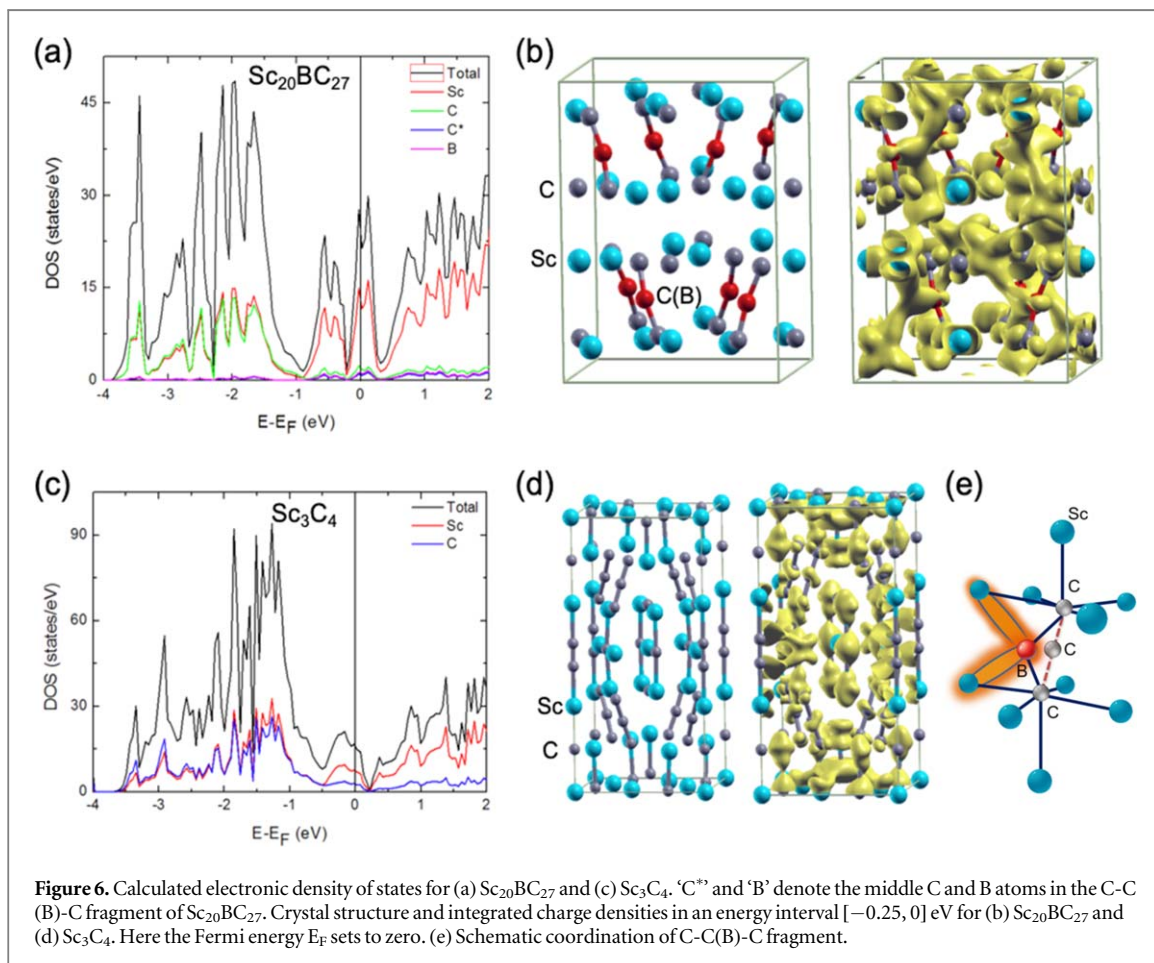 (a)
Sc₂₀BC₂₇
Total
Sc
C
C*
B
DOS (states/eV)
45
30
15
0
-4 -3 -2 -1 0 1 2
E-E_F (eV)
(b)
C
Sc
C(B)
(c)
Sc₃C₄
Total
Sc
C
DOS (states/eV)
90
60
30
0
-4 -3 -2 -1 0 1 2
E-E_F (eV)
(d)
Sc
C
(e)
Sc
C
C
B
C
Figure 6. Calculated electronic density of states for (a) Sc₂₀BC₂₇ and (c) Sc₃C₄. 'C*' and 'B' denote the middle C and B atoms in the C-C
(B)-C fragment of Sc₂₀BC₂₇. Crystal structure and integrated charge densities in an energy interval [−0.25, 0] eV for (b) Sc₂₀BC₂₇ and
(d) Sc₃C₄. Here the Fermi energy E_F sets to zero. (e) Schematic coordination of C-C(B)-C fragment.